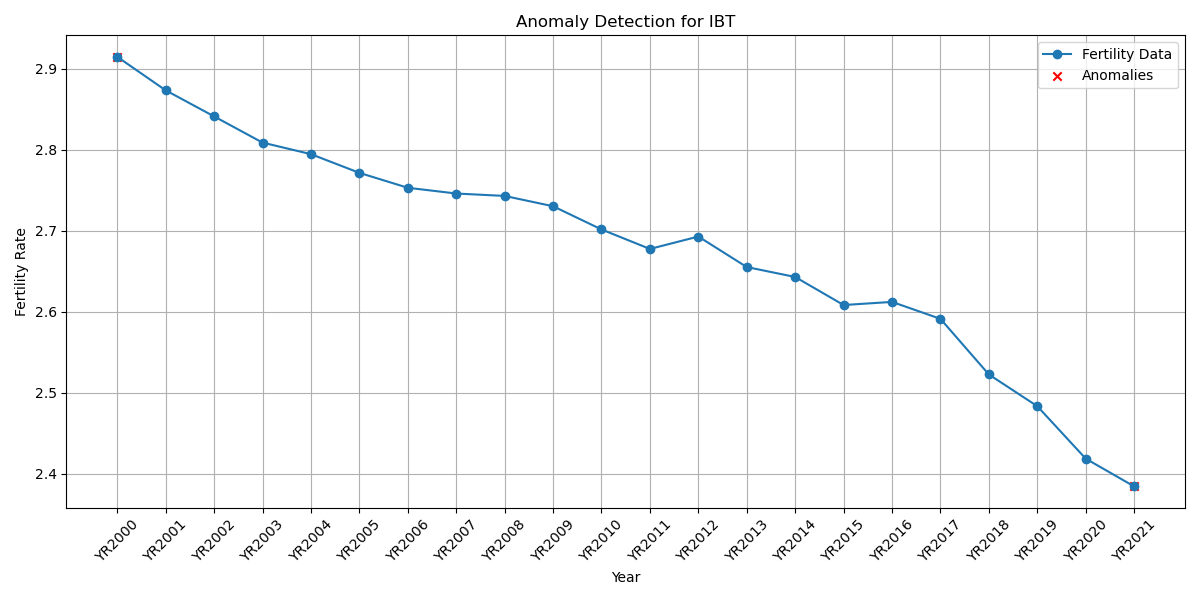 Anomaly Detection for IBT
Fertility Data
Anomalies
Fertility Rate
2.9
2.8
2.7
2.6
2.5
2.4
YR2000
YR2001
YR2002
YR2003
YR2004
YR2005
YR2006
YR2007
YR2008
YR2009
YR2010
YR2011
YR2012
YR2013
YR2014
YR2015
YR2016
YR2017
YR2018
YR2019
YR2020
YR2021
Year